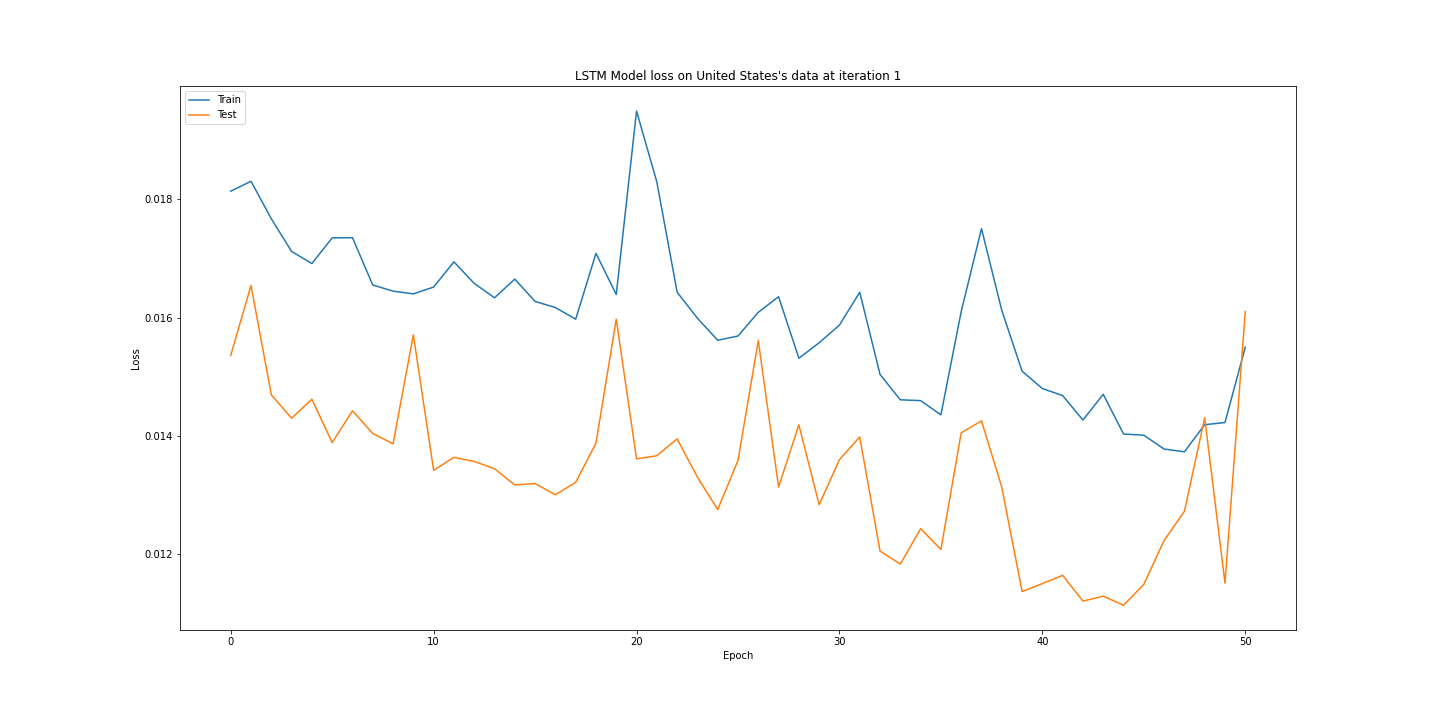 LSTM Model loss on United States's data at iteration 1
Train
Test
0.018
0.016
0.014
0.012
Loss
0
10
20
30
40
50
Epoch